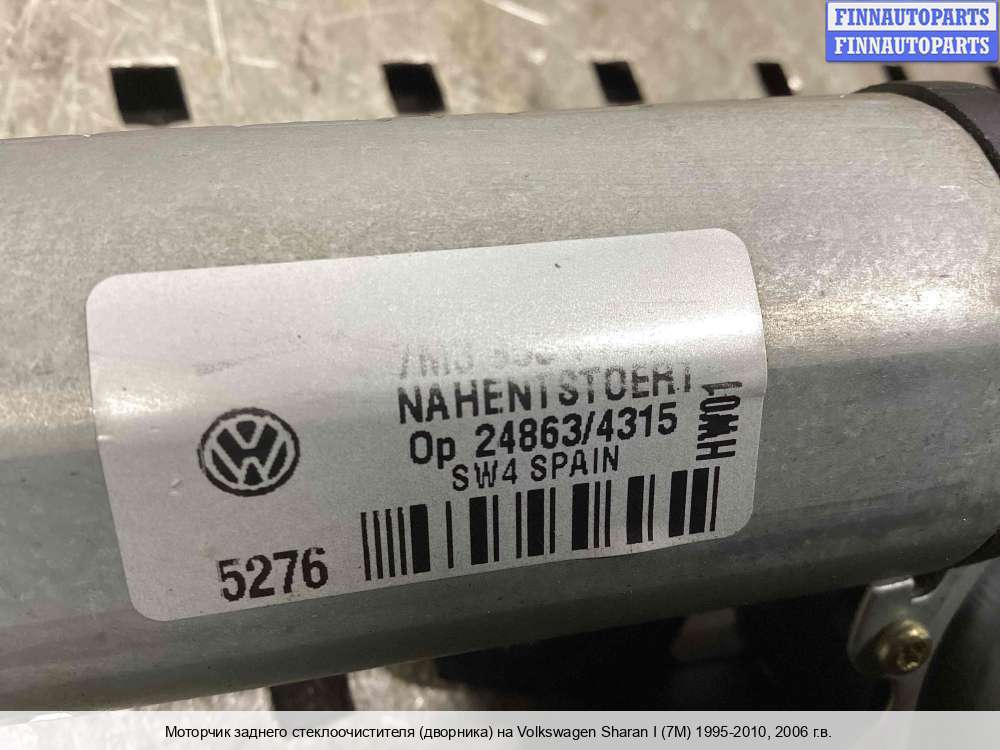 FINNAUTOPARTS
FINNAUTOPARTS
NAHENTSTOERT
Op 24863/4315
SW4 SPAIN
HW01
5276
Моторчик заднего стеклоочистителя (дворника) на Volkswagen Sharan I (7M) 1995-2010, 2006 г.в.